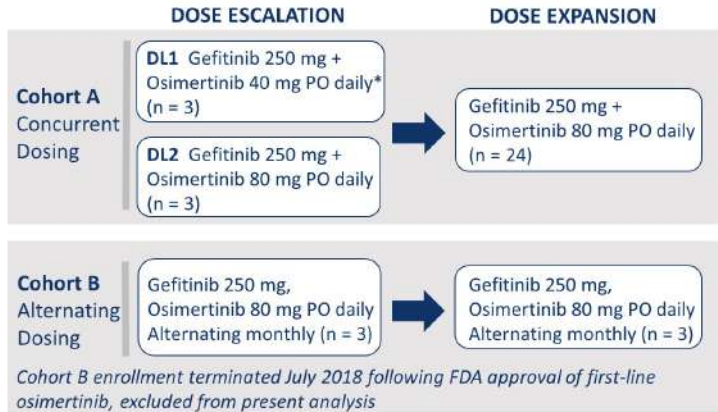 DOSE ESCALATION
DOSE EXPANSION
Cohort A
Concurrent
Dosing
DL1 Gefitinib 250 mg +
Osimertinib 40 mg PO daily*
(n = 3)
DL2 Gefitinib 250 mg +
Osimertinib 80 mg PO daily
(n = 3)
Gefitinib 250 mg +
Osimertinib 80 mg PO daily
(n = 24)
Cohort B
Alternating
Dosing
Gefitinib 250 mg,
Osimertinib 80 mg PO daily
Alternating monthly (n = 3)
Gefitinib 250 mg,
Osimertinib 80 mg PO daily
Alternating monthly (n = 3)
Cohort B enrollment terminated July 2018 following FDA approval of first-line
osimertinib, excluded from present analysis